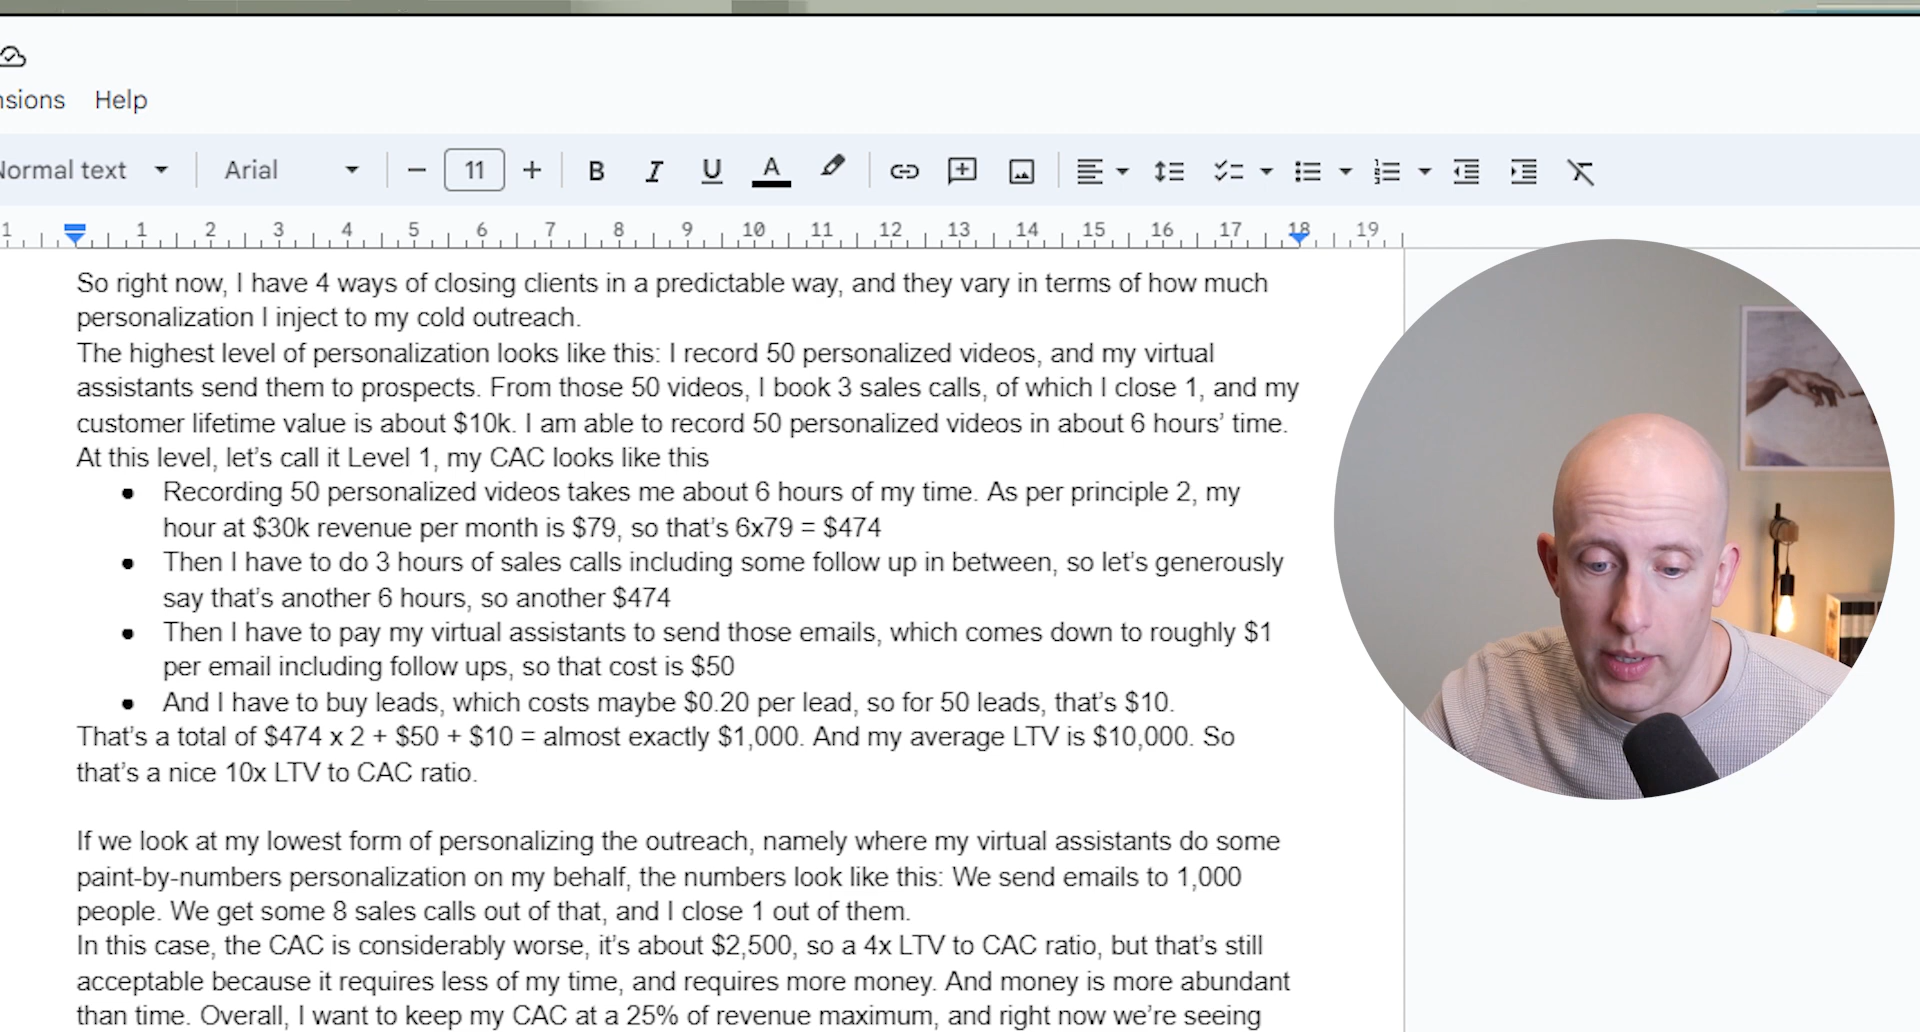 nsions Help
Normal text Arial 11 B I U A
1 1 2 3 4 5 6 7 8 9 10 11 12 13 14 15 16 17 18 19
So right now, I have 4 ways of closing clients in a predictable way, and they vary in terms of how much
personalization I inject to my cold outreach.
The highest level of personalization looks like this: I record 50 personalized videos, and my virtual
assistants send them to prospects. From those 50 videos, I book 3 sales calls, of which I close 1, and my
customer lifetime value is about $10k. I am able to record 50 personalized videos in about 6 hours’ time.
At this level, let’s call it Level 1, my CAC looks like this
● Recording 50 personalized videos takes me about 6 hours of my time. As per principle 2, my
hour at $30k revenue per month is $79, so that’s 6x79 = $474
● Then I have to do 3 hours of sales calls including some follow up in between, so let’s generously
say that’s another 6 hours, so another $474
● Then I have to pay my virtual assistants to send those emails, which comes down to roughly $1
per email including follow ups, so that cost is $50
● And I have to buy leads, which costs maybe $0.20 per lead, so for 50 leads, that’s $10.
That’s a total of $474 x 2 + $50 + $10 = almost exactly $1,000. And my average LTV is $10,000. So
that’s a nice 10x LTV to CAC ratio.
If we look at my lowest form of personalizing the outreach, namely where my virtual assistants do some
paint-by-numbers personalization on my behalf, the numbers look like this: We send emails to 1,000
people. We get some 8 sales calls out of that, and I close 1 out of them.
In this case, the CAC is considerably worse, it’s about $2,500, so a 4x LTV to CAC ratio, but that’s still
acceptable because it requires less of my time, and requires more money. And money is more abundant
than time. Overall, I want to keep my CAC at a 25% of revenue maximum, and right now we’re seeing